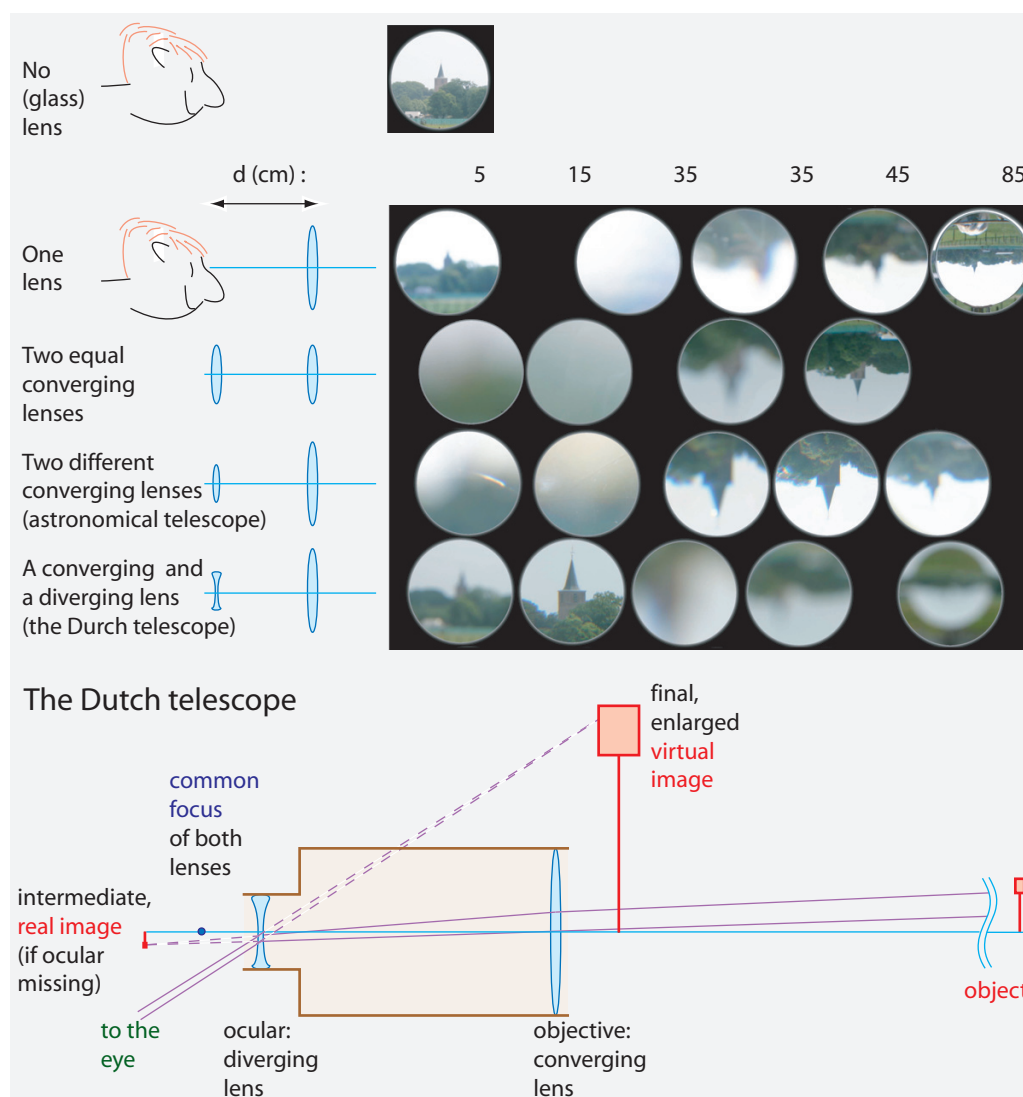 No
(glass)
lens
d (cm) :
5 15 35 35 45 85
One
lens
Two equal
converging
lenses
Two different
converging lenses
(astronomical telescope)
A converging and
a diverging lens
(the Durch telescope)
The Dutch telescope
final,
enlarged
virtual
image
common
focus
of both
lenses
intermediate,
real image
(if ocular
missing)
object
to the
eye
ocular:
diverging
lens
objective:
converging
lens